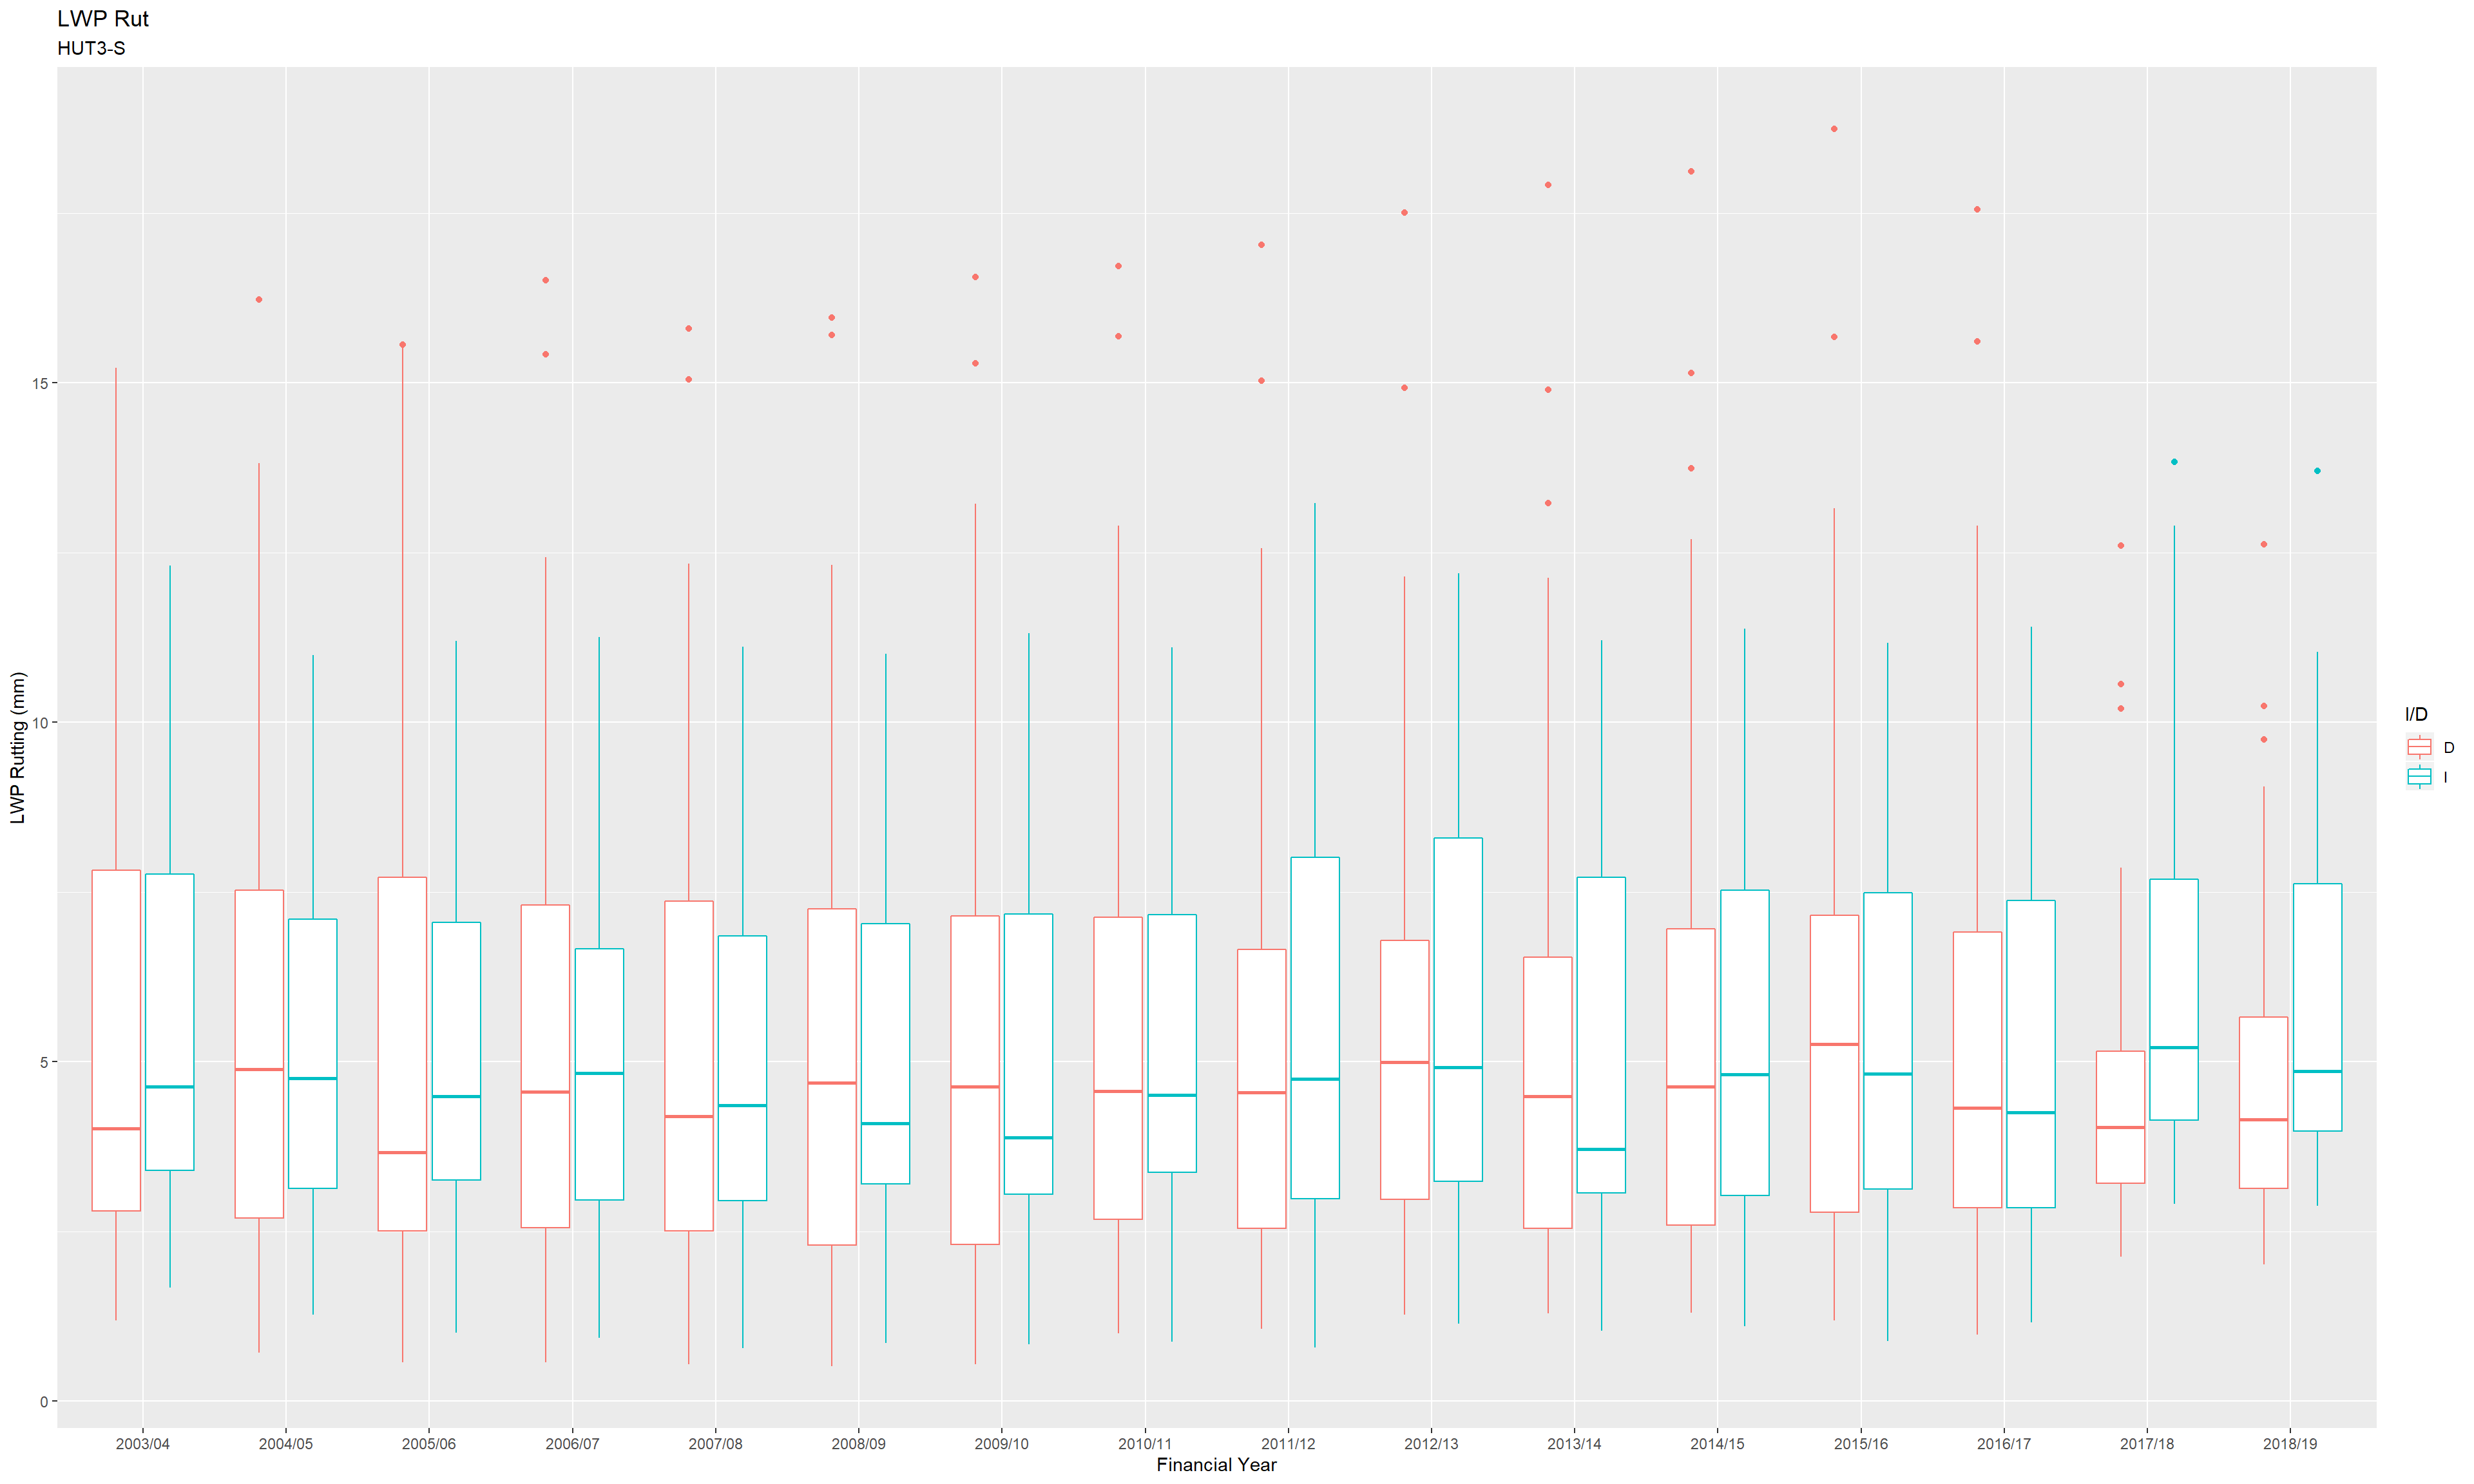 LWP Rut
HUT3-S
LWP Rutting (mm)
15
10
5
0
2003/04 2004/05 2005/06 2006/07 2007/08 2008/09 2009/10 2010/11 2011/12 2012/13 2013/14 2014/15 2015/16 2016/17 2017/18 2018/19
Financial Year
I/D
D
I